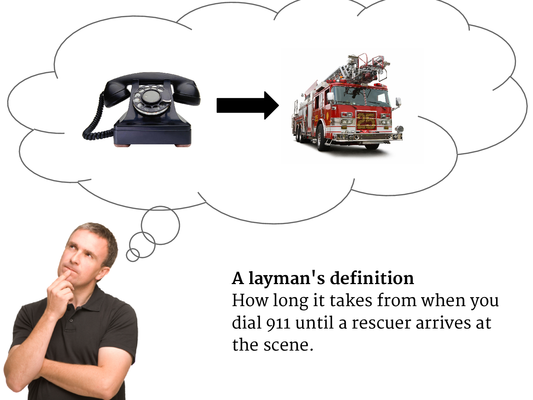 A layman's definition
How long it takes from when you
dial 911 until a rescuer arrives at
the scene.